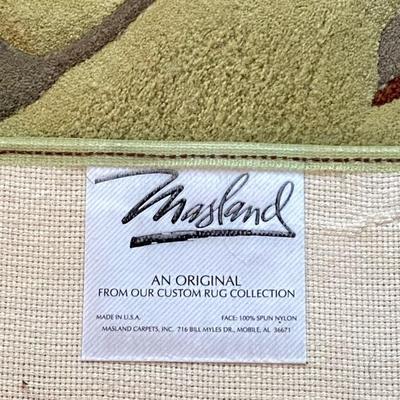 Masland
AN ORIGINAL
FROM OUR CUSTOM RUG COLLECTION
MADE IN U.S.A. FACE: 100% SPUN NYLON
MASLAND CARPETS, INC. 716 BILL MYLES DR., MOBILE, AL 36671